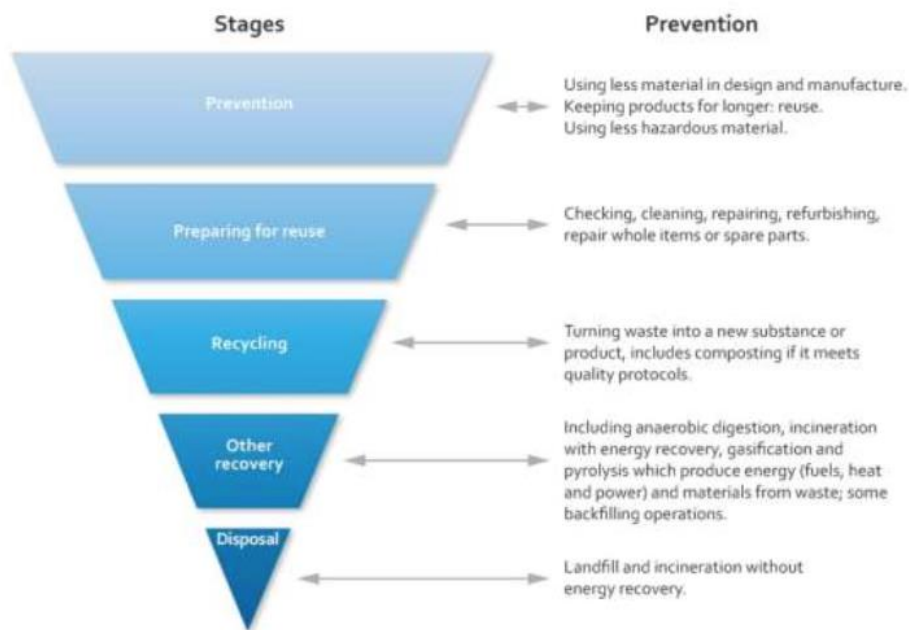 Stages
Prevention
Prevention
Using less material in design and manufacture.
Keeping products for longer: reuse.
Using less hazardous material.
Preparing for reuse
Checking, cleaning, repairing, refurbishing,
repair whole items or spare parts.
Recycling
Turning waste into a new substance or
product, includes composting if it meets
quality protocols.
Other
recovery
Including anaerobic digestion, incineration
with energy recovery, gasification and
pyrolysis which produce energy (fuels, heat
and power) and materials from waste; some
backfilling operations.
Disposal
Landfill and incineration without
energy recovery.